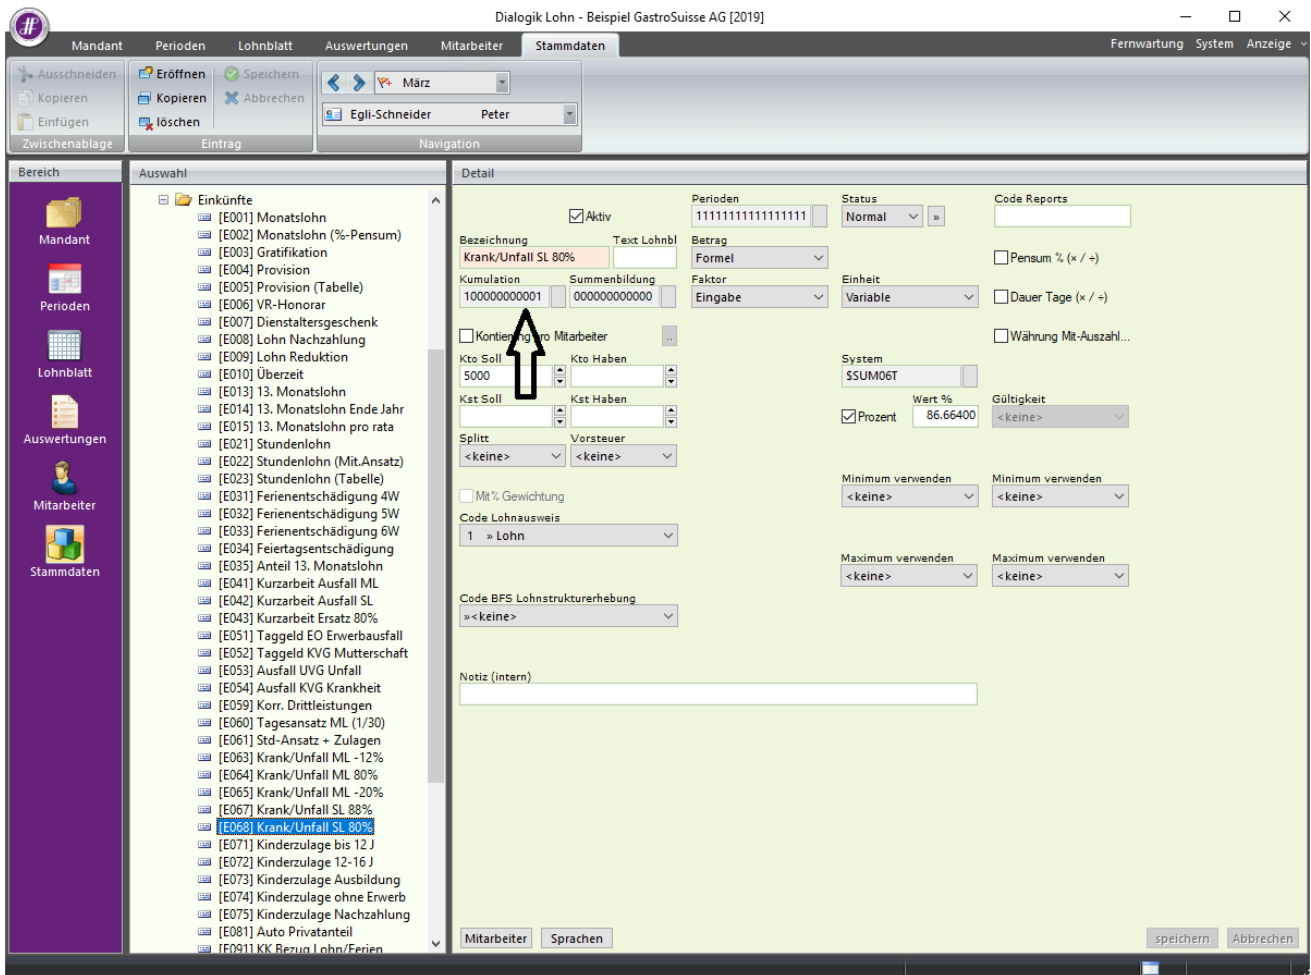 Dialogik Lohn - Beispiel GastroSuisse AG [2019]
Mandant Perioden Lohnblatt Auswertungen Mitarbeiter Stammdaten Fernwartung System Anzeige
Ausschneiden
Kopieren
Einfügen
Zwischenablage
Eröffnen Speichern
Kopieren Abbrechen
löschen
Eintrag
März
Egli-Schneider Peter
Navigation
Bereich
Mandant
Perioden
Lohnblatt
Auswertungen
Mitarbeiter
Stammdaten
Auswahl
Einkünfte
[E001] Monatslohn
[E002] Monatslohn (%-Pensum)
[E003] Gratifikation
[E004] Provision
[E005] Provision (Tabelle)
[E006] VR-Honorar
[E007] Dienstaltersgeschenk
[E008] Lohn Nachzahlung
[E009] Lohn Reduktion
[E010] Überzeit
[E013] 13. Monatslohn
[E014] 13. Monatslohn Ende Jahr
[E015] 13. Monatslohn pro rata
[E021] Stundenlohn
[E022] Stundenlohn (Mit.Ansatz)
[E023] Stundenlohn (Tabelle)
[E031] Ferienentschädigung 4W
[E032] Ferienentschädigung 5W
[E033] Ferienentschädigung 6W
[E034] Feiertagsentschädigung
[E035] Anteil 13. Monatslohn
[E041] Kurzarbeit Ausfall ML
[E042] Kurzarbeit Ausfall SL
[E043] Kurzarbeit Ersatz 80%
[E051] Taggeld EO Erwerbausfall
[E052] Taggeld KVG Mutterschaft
[E053] Ausfall UVG Unfall
[E054] Ausfall KVG Krankheit
[E059] Korr. Drittleistungen
[E060] Tagesansatz ML (1/30)
[E061] Std-Ansatz + Zulagen
[E063] Krank/Unfall ML -12%
[E064] Krank/Unfall ML 80%
[E065] Krank/Unfall ML -20%
[E067] Krank/Unfall SL 88%
[E068] Krank/Unfall SL 80%
[E071] Kinderzulage bis 12 J
[E072] Kinderzulage 12-16 J
[E073] Kinderzulage Ausbildung
[E074] Kinderzulage ohne Erwerb
[E075] Kinderzulage Nachzahlung
[E081] Auto Privatanteil
[E091] KK Bezug Lohn/Ferien
Detail
Perioden Status Code Reports
Aktiv 11111111111111111 Normal »
Bezeichnung Text Lohnbl Betrag
Krank/Unfall SL 80% Formel Pensum % (× / ÷)
Kumulation Summenbildung Faktor Einheit
100000000001 000000000000 Eingabe Variable Dauer Tage (× / ÷)
Kontierung pro Mitarbeiter .. Währung Mit-Auszahl...
Kto Soll Kto Haben System
5000 $SUM06T
Kst Soll Kst Haben Wert % Gültigkeit
Prozent 86.66400 <keine>
Splitt Vorsteuer
<keine> <keine>
Minimum verwenden Minimum verwenden
Mit% Gewichtung <keine> <keine>
Code Lohnausweis
1 » Lohn
Maximum verwenden Maximum verwenden
<keine> <keine>
Code BFS Lohnstrukturerhebung
»<keine>
Notiz (intern)
Mitarbeiter Sprachen speichern Abbrechen